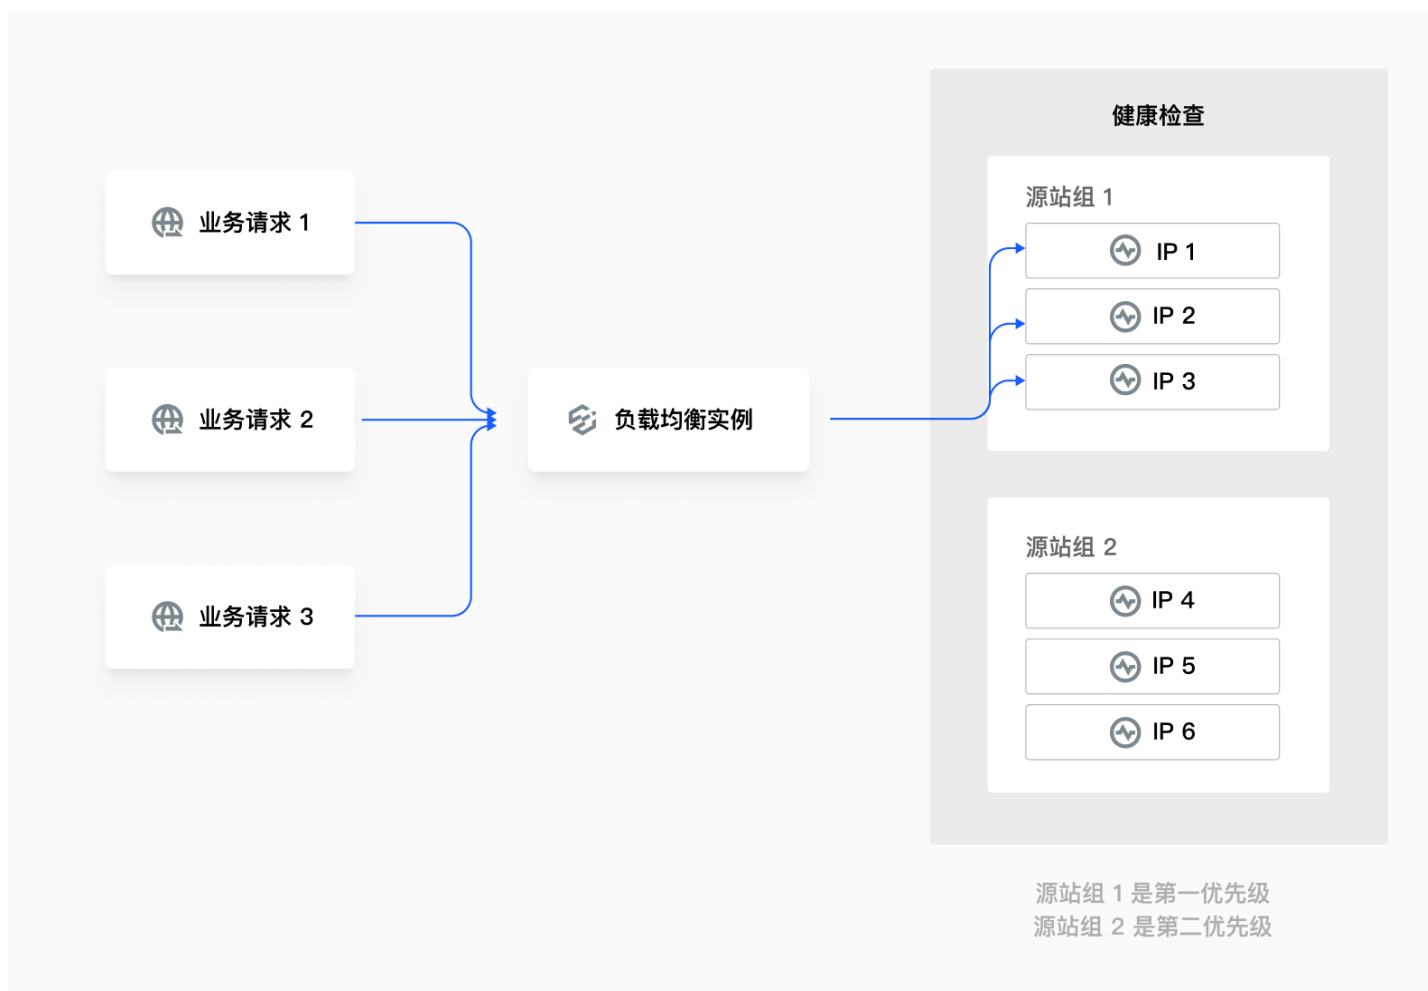 健康检查
业务请求 1
业务请求 2
业务请求 3
负载均衡实例
源站组 1
IP 1
IP 2
IP 3
源站组 2
IP 4
IP 5
IP 6
源站组 1 是第一优先级
源站组 2 是第二优先级